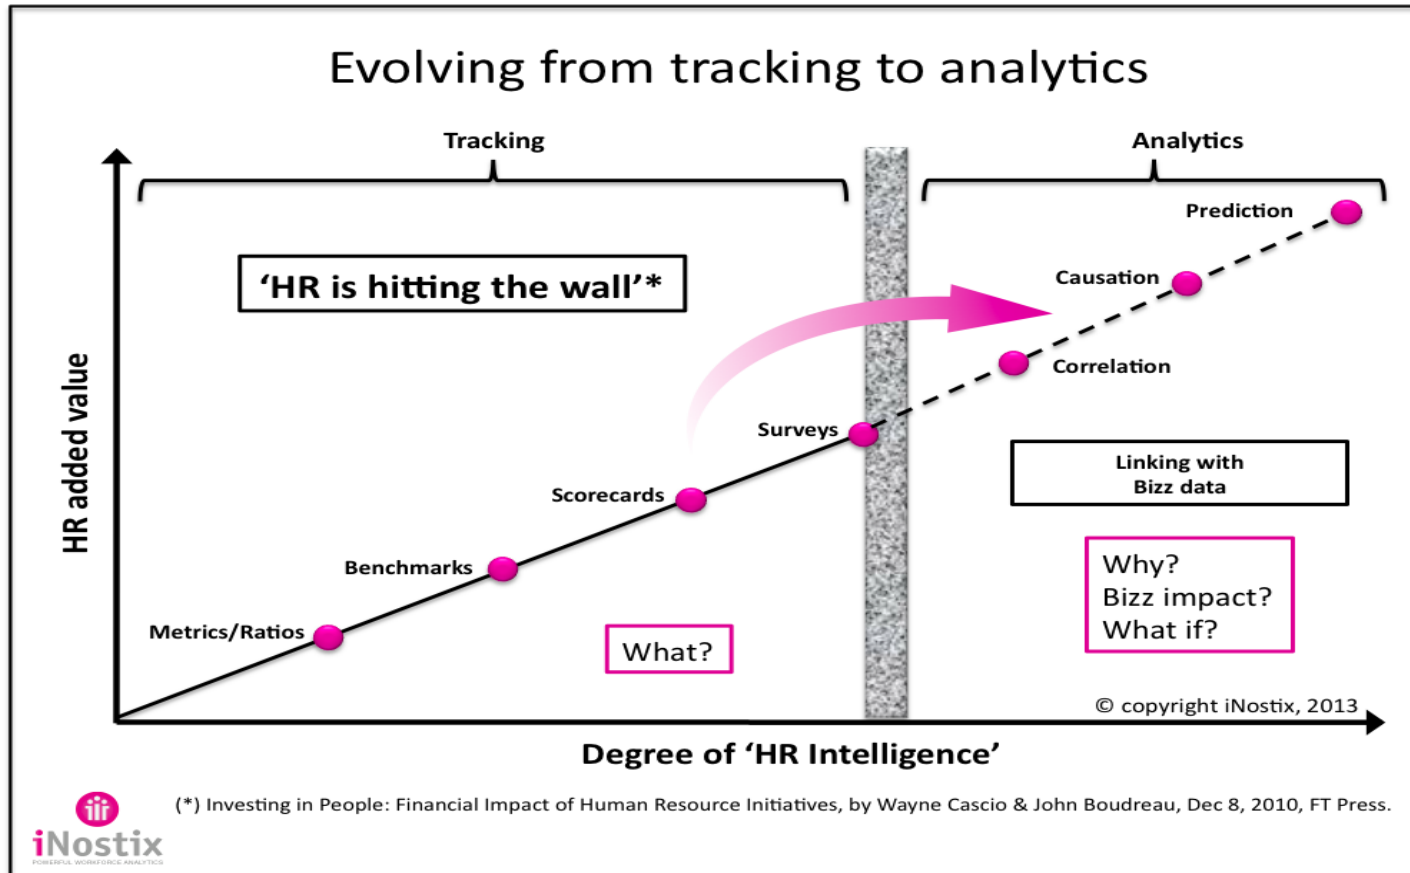 Evolving from tracking to analytics
Tracking
Analytics
Prediction
‘HR is hitting the wall’*
Causation
Correlation
HR added value
Surveys
Linking with
Bizz data
Scorecards
Benchmarks
Why?
Bizz impact?
What if?
Metrics/Ratios
What?
© copyright iNostix, 2013
Degree of ‘HR Intelligence’
(*) Investing in People: Financial Impact of Human Resource Initiatives, by Wayne Cascio & John Boudreau, Dec 8, 2010, FT Press.
iNostix
POWERFUL WORKFORCE ANALYTICS